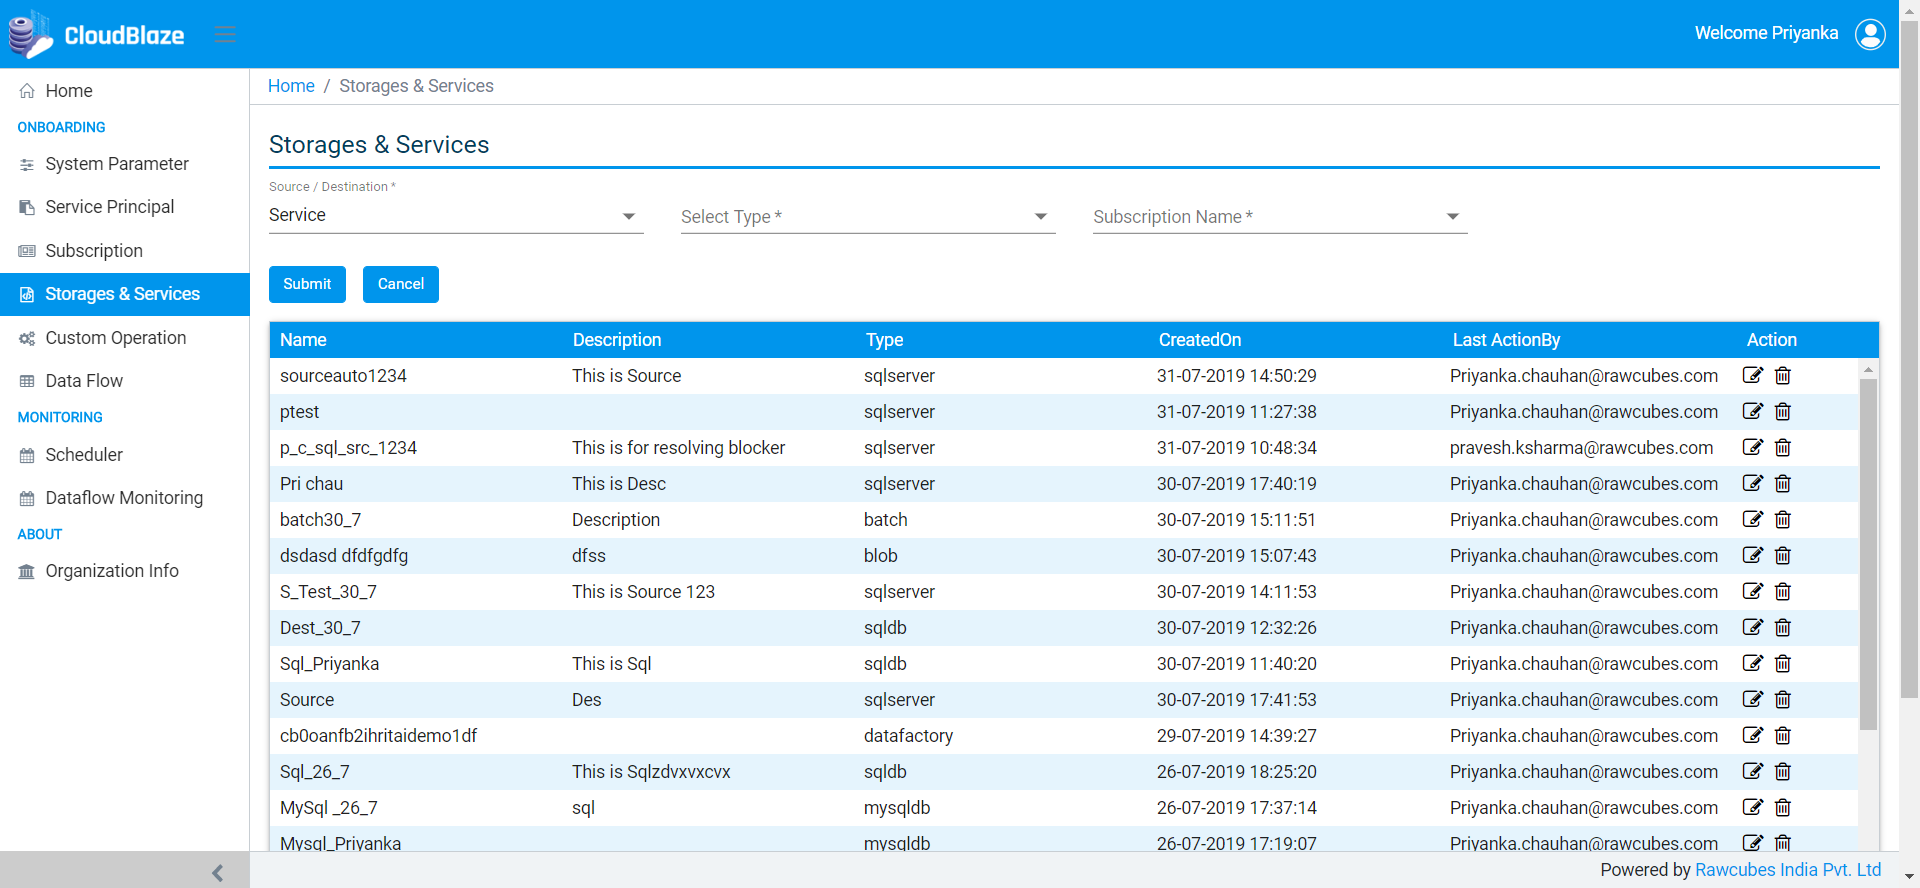 CloudBlaze
Welcome Priyanka
Home
ONBOARDING
System Parameter
Service Principal
Subscription
Storages & Services
Custom Operation
Data Flow
MONITORING
Scheduler
Dataflow Monitoring
ABOUT
Organization Info
Home / Storages & Services
Storages & Services
Source / Destination *
Service
Select Type *
Subscription Name *
Submit Cancel
Name Description Type CreatedOn Last ActionBy Action
sourceauto1234 This is Source sqlserver 31-07-2019 14:50:29 Priyanka.chauhan@rawcubes.com
ptest sqlserver 31-07-2019 11:27:38 Priyanka.chauhan@rawcubes.com
p_c_sql_src_1234 This is for resolving blocker sqlserver 31-07-2019 10:48:34 pravesh.ksharma@rawcubes.com
Pri chau This is Desc sqlserver 30-07-2019 17:40:19 Priyanka.chauhan@rawcubes.com
batch30_7 Description batch 30-07-2019 15:11:51 Priyanka.chauhan@rawcubes.com
dsdasd dfdfgdfg dfss blob 30-07-2019 15:07:43 Priyanka.chauhan@rawcubes.com
S_Test_30_7 This is Source 123 sqlserver 30-07-2019 14:11:53 Priyanka.chauhan@rawcubes.com
Dest_30_7 sqldb 30-07-2019 12:32:26 Priyanka.chauhan@rawcubes.com
Sql_Priyanka This is Sql sqldb 30-07-2019 11:40:20 Priyanka.chauhan@rawcubes.com
Source Des sqlserver 30-07-2019 17:41:53 Priyanka.chauhan@rawcubes.com
cb0oanfb2ihritaidemo1df datafactory 29-07-2019 14:39:27 Priyanka.chauhan@rawcubes.com
Sql_26_7 This is Sqlzdvxvxcvx sqldb 26-07-2019 18:25:20 Priyanka.chauhan@rawcubes.com
MySql _26_7 sql mysqldb 26-07-2019 17:37:14 Priyanka.chauhan@rawcubes.com
Mysql_Priyanka mysqldb 26-07-2019 17:19:07 Priyanka.chauhan@rawcubes.com
Powered by Rawcubes India Pvt. Ltd